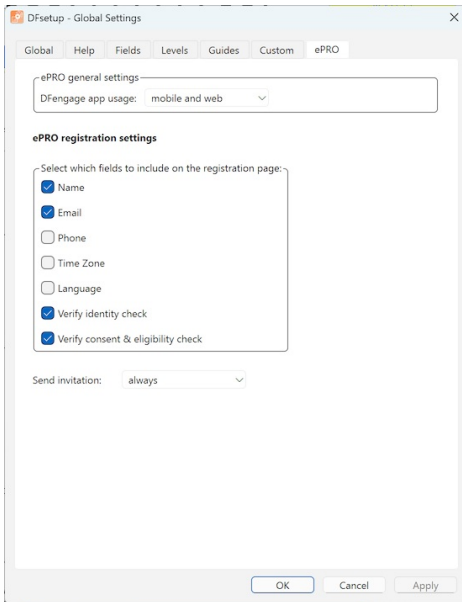 DFsetup - Global Settings
Global Help Fields Levels Guides Custom ePRO
ePRO general settings
DFengage app usage: mobile and web
ePRO registration settings
Select which fields to include on the registration page:
Name
Email
Phone
Time Zone
Language
Verify identity check
Verify consent & eligibility check
Send invitation: always
OK Cancel Apply